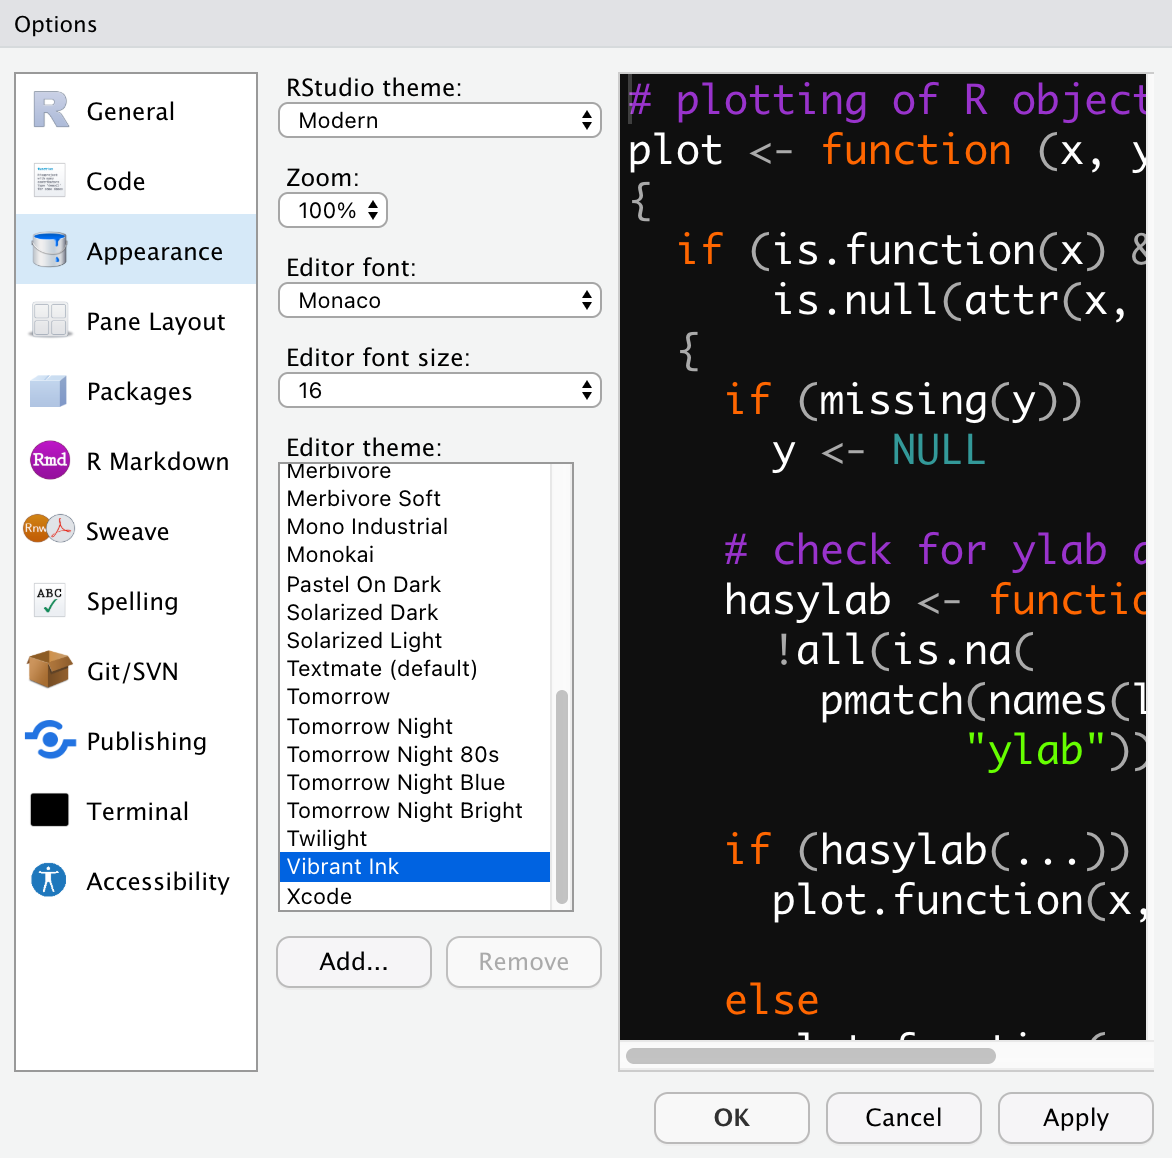 Options
General
Code
Appearance
Pane Layout
Packages
Rmd
R Markdown
Rnw
Sweave
ABC
Spelling
Git/SVN
Publishing
Terminal
Accessibility
RStudio theme:
Modern
Zoom:
100%
Editor font:
Monaco
Editor font size:
16
Editor theme:
Merbivore
Merbivore Soft
Mono Industrial
Monokai
Pastel On Dark
Solarized Dark
Solarized Light
Textmate (default)
Tomorrow
Tomorrow Night
Tomorrow Night 80s
Tomorrow Night Blue
Tomorrow Night Bright
Twilight
Vibrant Ink
Xcode
Add...
Remove
# plotting of R object
plot <- function (x, y
{
if (is.function(x) &
is.null(attr(x,
{
if (missing(y))
y <- NULL
# check for ylab a
hasylab <- functio
!all(is.na(
pmatch(names(l
"ylab"))
if (hasylab(...))
plot.function(x,
else
OK
Cancel
Apply